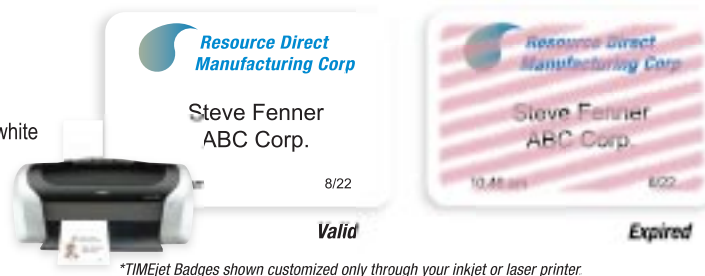 Resource Direct
Manufacturing Corp
Steve Fenner
ABC Corp.
8/22
Valid
Resource Direct
Manufacturing Corp
Steve Fenner
ABC Corp.
10:46 am
8/22
Expired
white
*TIMEjet Badges shown customized only through your inkjet or laser printer.